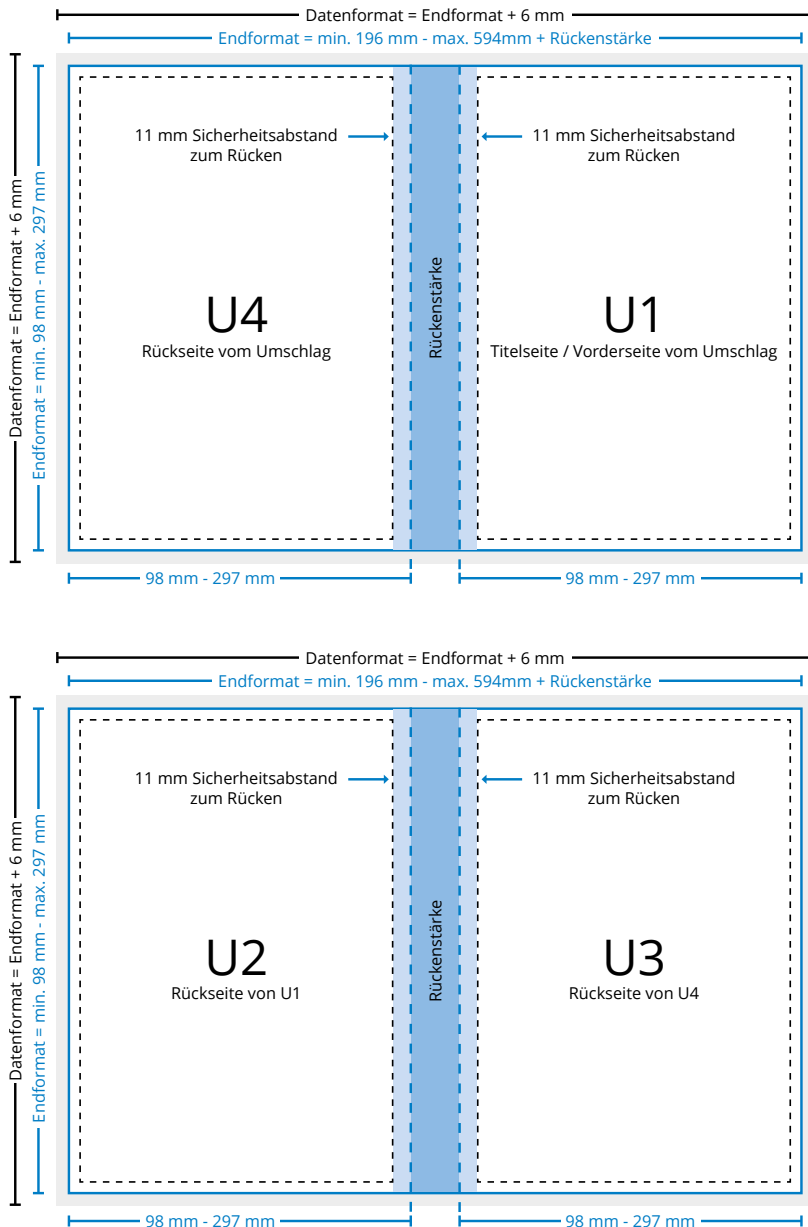 Datenformat = Endformat + 6 mm
Endformat = min. 196 mm - max. 594mm + Rückenstärke
Datenformat = Endformat + 6 mm
Endformat = min. 98 mm - max. 297 mm
11 mm Sicherheitsabstand
zum Rücken
11 mm Sicherheitsabstand
zum Rücken
U4
Rückseite vom Umschlag
Rückenstärke
U1
Titelseite / Vorderseite vom Umschlag
98 mm - 297 mm
98 mm - 297 mm
Datenformat = Endformat + 6 mm
Endformat = min. 196 mm - max. 594mm + Rückenstärke
Datenformat = Endformat + 6 mm
Endformat = min. 98 mm - max. 297 mm
11 mm Sicherheitsabstand
zum Rücken
11 mm Sicherheitsabstand
zum Rücken
U2
Rückseite von U1
Rückenstärke
U3
Rückseite von U4
98 mm - 297 mm
98 mm - 297 mm